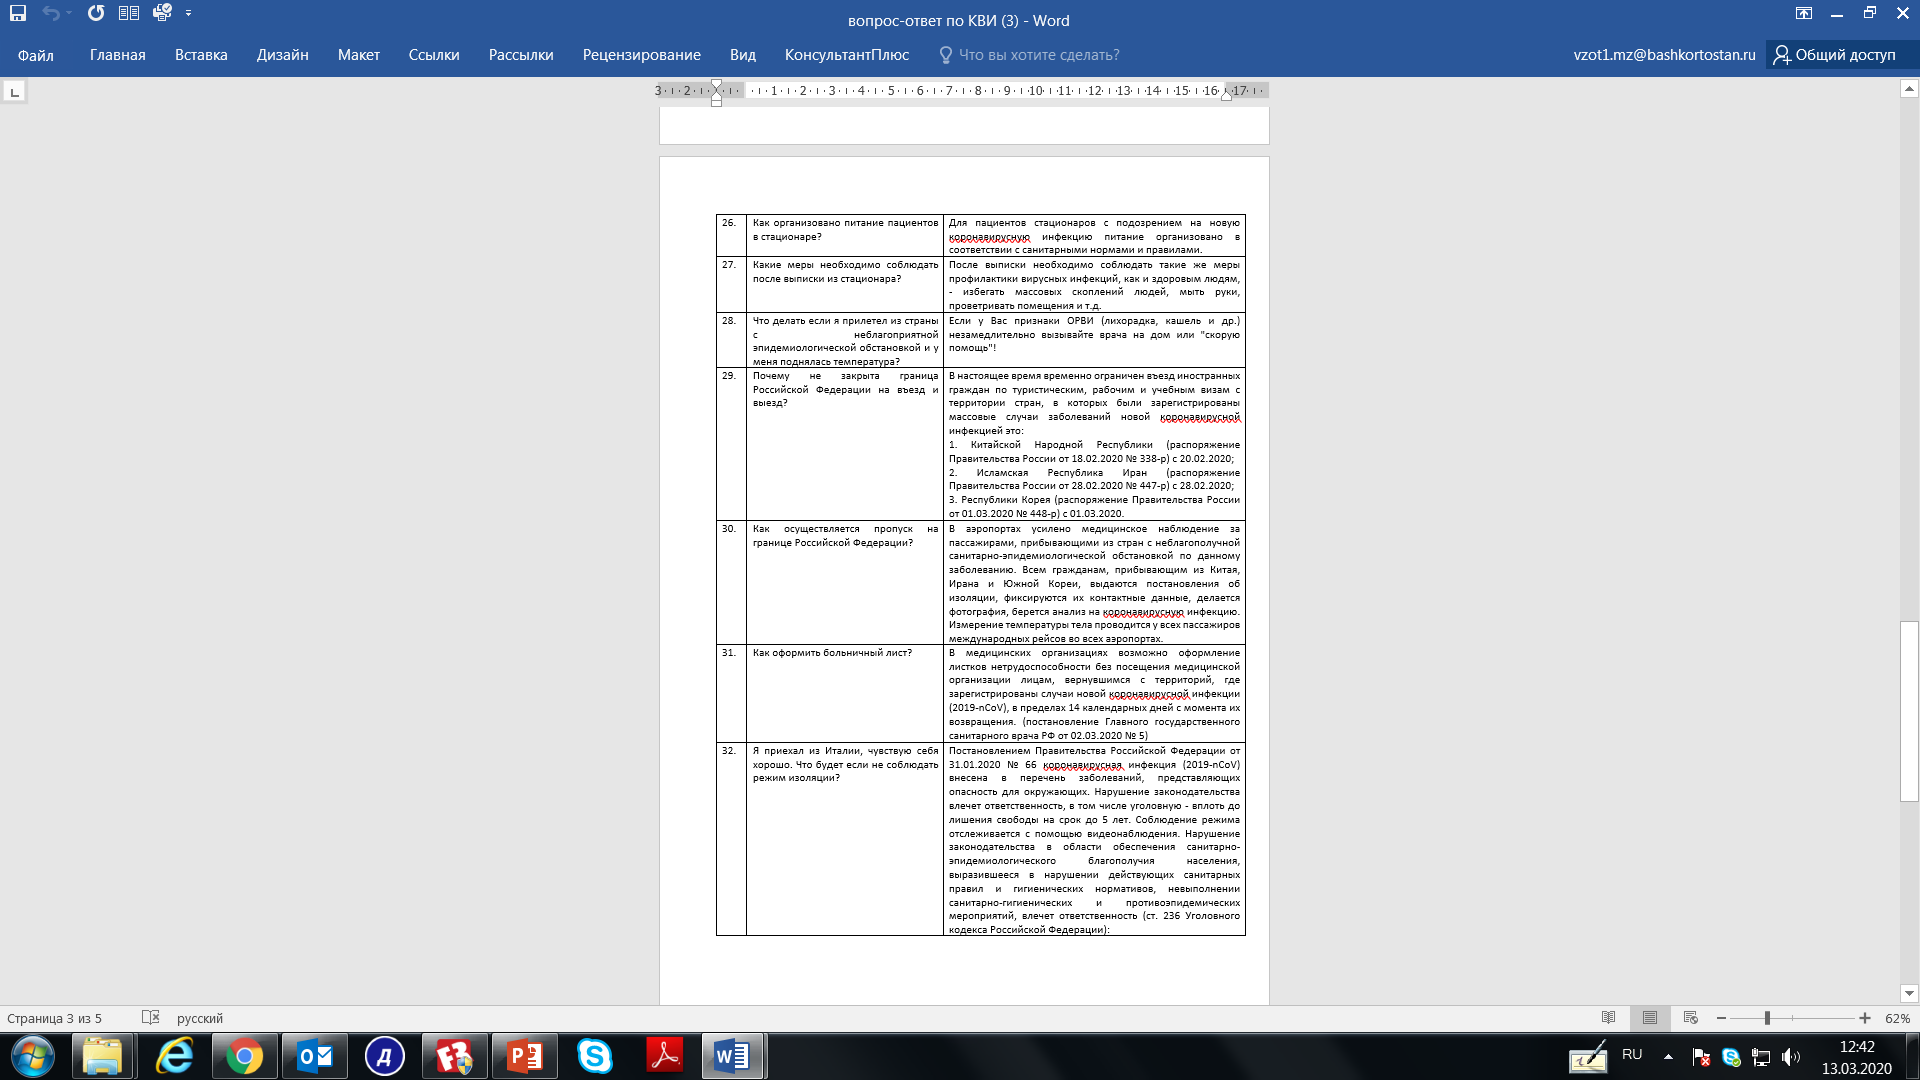 вопрос-ответ по КВИ (3) - Word
Файл Главная Вставка Дизайн Макет Ссылки Рассылки Рецензирование Вид КонсультантПлюс Что вы хотите сделать? vzot1.mz@bashkortostan.ru Общий доступ
3 2 1 2 3 4 5 6 7 8 9 10 11 12 13 14 15 16 17
26. Как организовано питание пациентов
в стационаре?
Для пациентов стационаров с подозрением на новую
коронавирусную инфекцию питание организовано в
соответствии с санитарными нормами и правилами.
27. Какие меры необходимо соблюдать
после выписки из стационара?
После выписки необходимо соблюдать такие же меры
профилактики вирусных инфекций, как и здоровым людям,
- избегать массовых скоплений людей, мыть руки,
проветривать помещения и т.д.
28. Что делать если я прилетел из страны
с неблагоприятной
эпидемиологической обстановкой и у
меня поднялась температура?
Если у Вас признаки ОРВИ (лихорадка, кашель и др.)
незамедлительно вызывайте врача на дом или "скорую
помощь"!
29. Почему не закрыта граница
Российской Федерации на въезд и
выезд?
В настоящее время временно ограничен въезд иностранных
граждан по туристическим, рабочим и учебным визам с
территории стран, в которых были зарегистрированы
массовые случаи заболеваний новой коронавирусной
инфекцией это:
1. Китайской Народной Республики (распоряжение
Правительства России от 18.02.2020 № 338-р) с 20.02.2020;
2. Исламская Республика Иран (распоряжение
Правительства России от 28.02.2020 № 447-р) с 28.02.2020;
3. Республики Корея (распоряжение Правительства России
от 01.03.2020 № 448-р) с 01.03.2020.
30. Как осуществляется пропуск на
границе Российской Федерации?
В аэропортах усилено медицинское наблюдение за
пассажирами, прибывающими из стран с неблагополучной
санитарно-эпидемиологической обстановкой по данному
заболеванию. Всем гражданам, прибывающим из Китая,
Ирана и Южной Кореи, выдаются постановления об
изоляции, фиксируются их контактные данные, делается
фотография, берется анализ на коронавирусную инфекцию.
Измерение температуры тела проводится у всех пассажиров
международных рейсов во всех аэропортах.
31. Как оформить больничный лист?
В медицинских организациях возможно оформление
листков нетрудоспособности без посещения медицинской
организации лицам, вернувшимся с территорий, где
зарегистрированы случаи новой коронавирусной инфекции
(2019-nCoV), в пределах 14 календарных дней с момента их
возвращения. (постановление Главного государственного
санитарного врача РФ от 02.03.2020 № 5)
32. Я приехал из Италии, чувствую себя
хорошо. Что будет если не соблюдать
режим изоляции?
Постановлением Правительства Российской Федерации от
31.01.2020 № 66 коронавирусная инфекция (2019-nCoV)
внесена в перечень заболеваний, представляющих
опасность для окружающих. Нарушение законодательства
влечет ответственность, в том числе уголовную - вплоть до
лишения свободы на срок до 5 лет. Соблюдение режима
отслеживается с помощью видеонаблюдения. Нарушение
законодательства в области обеспечения санитарно-
эпидемиологического благополучия населения,
выразившееся в нарушении действующих санитарных
правил и гигиенических нормативов, невыполнении
санитарно-гигиенических и противоэпидемических
мероприятий, влечет ответственность (ст. 236 Уголовного
кодекса Российской Федерации):
Страница 3 из 5 русский 62%
RU 12:42
13.03.2020